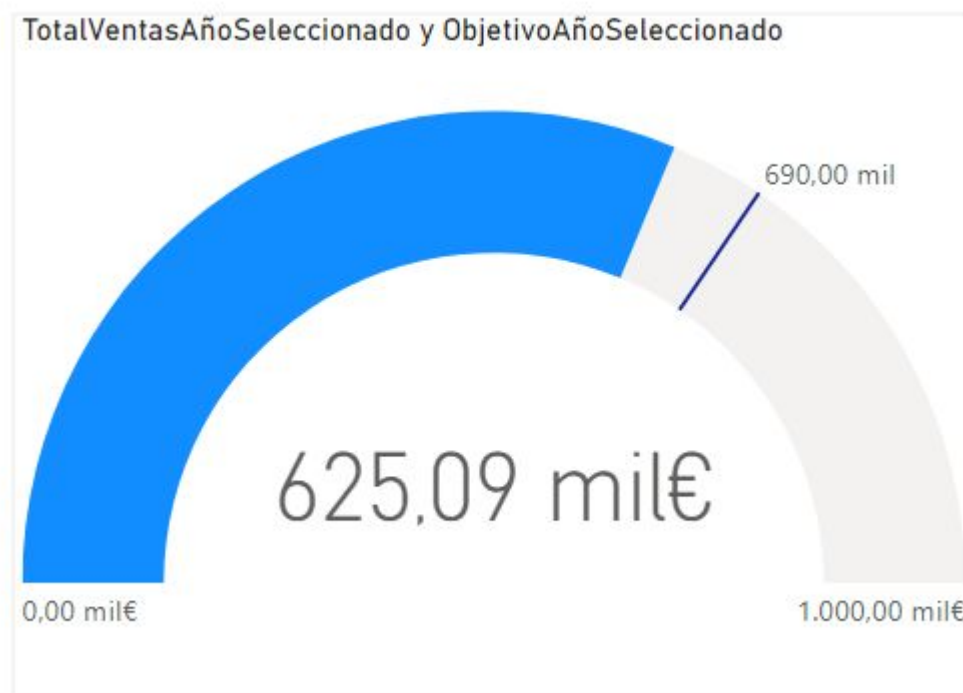 TotalVentasAñoSeleccionado y ObjetivoAñoSeleccionado
690,00 mil
625,09 mil€
0,00 mil€
1.000,00 mil€